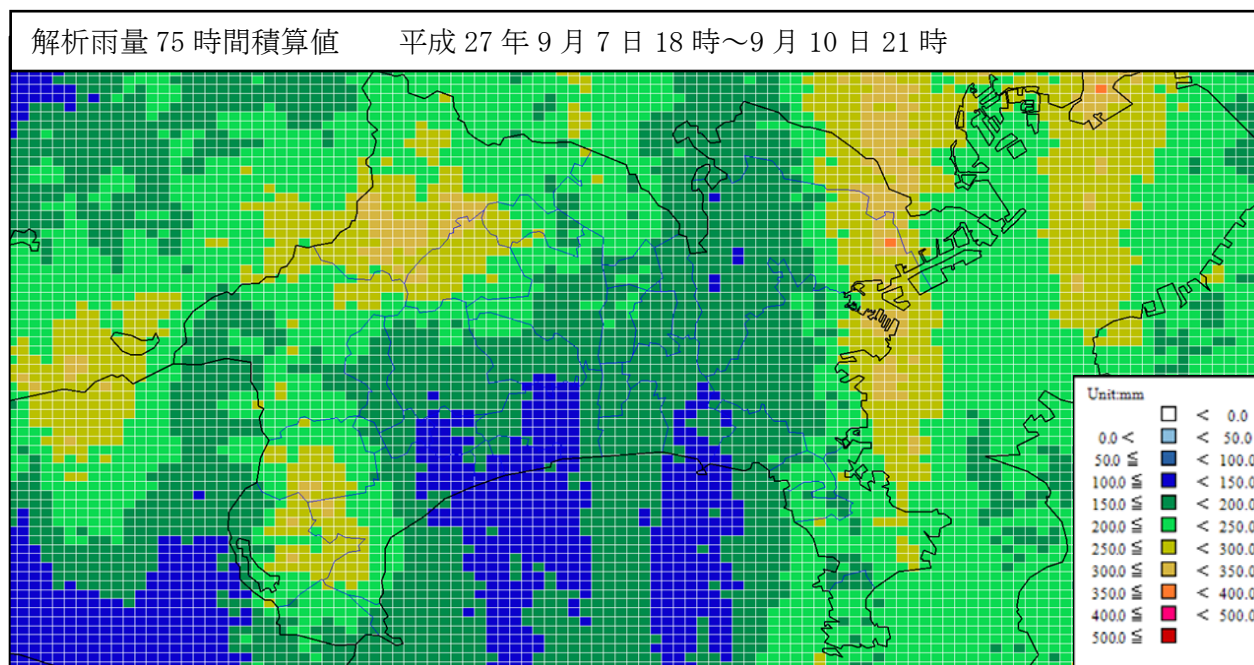 解析雨量 75 時間積算値　　平成 27 年 9 月 7 日 18 時～9 月 10 日 21 時
Unit:mm
< 0.0
0.0 < < 50.0
50.0 ≦ < 100.0
100.0 ≦ < 150.0
150.0 ≦ < 200.0
200.0 ≦ < 250.0
250.0 ≦ < 300.0
300.0 ≦ < 350.0
350.0 ≦ < 400.0
400.0 ≦ < 500.0
500.0 ≦